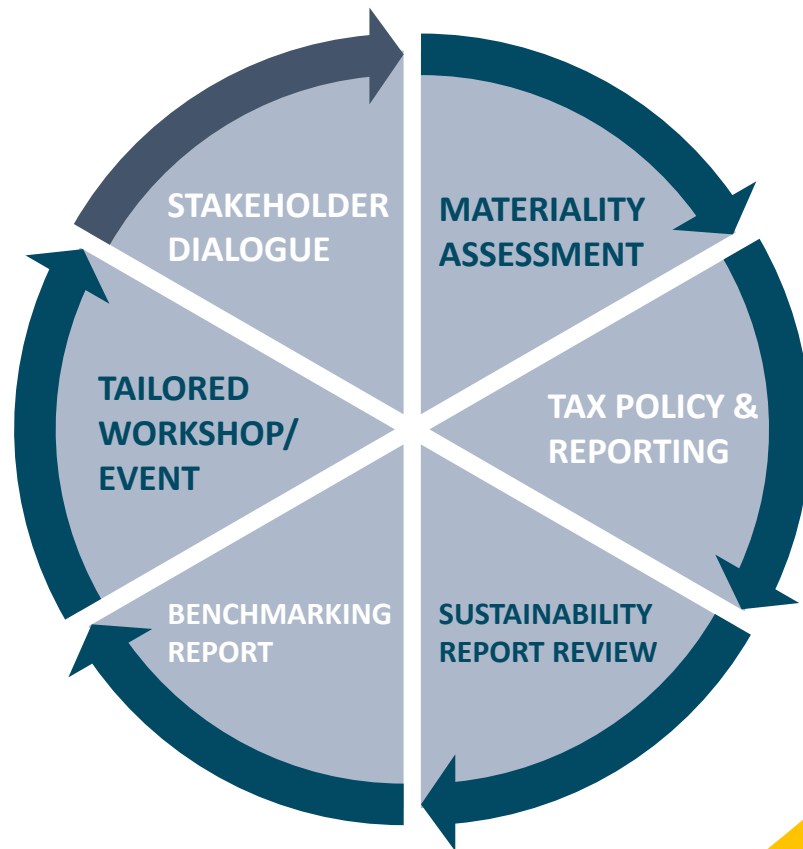 STAKEHOLDER
DIALOGUE
MATERIALITY
ASSESSMENT
TAX POLICY &
REPORTING
SUSTAINABILITY
REPORT REVIEW
BENCHMARKING
REPORT
TAILORED
WORKSHOP/
EVENT